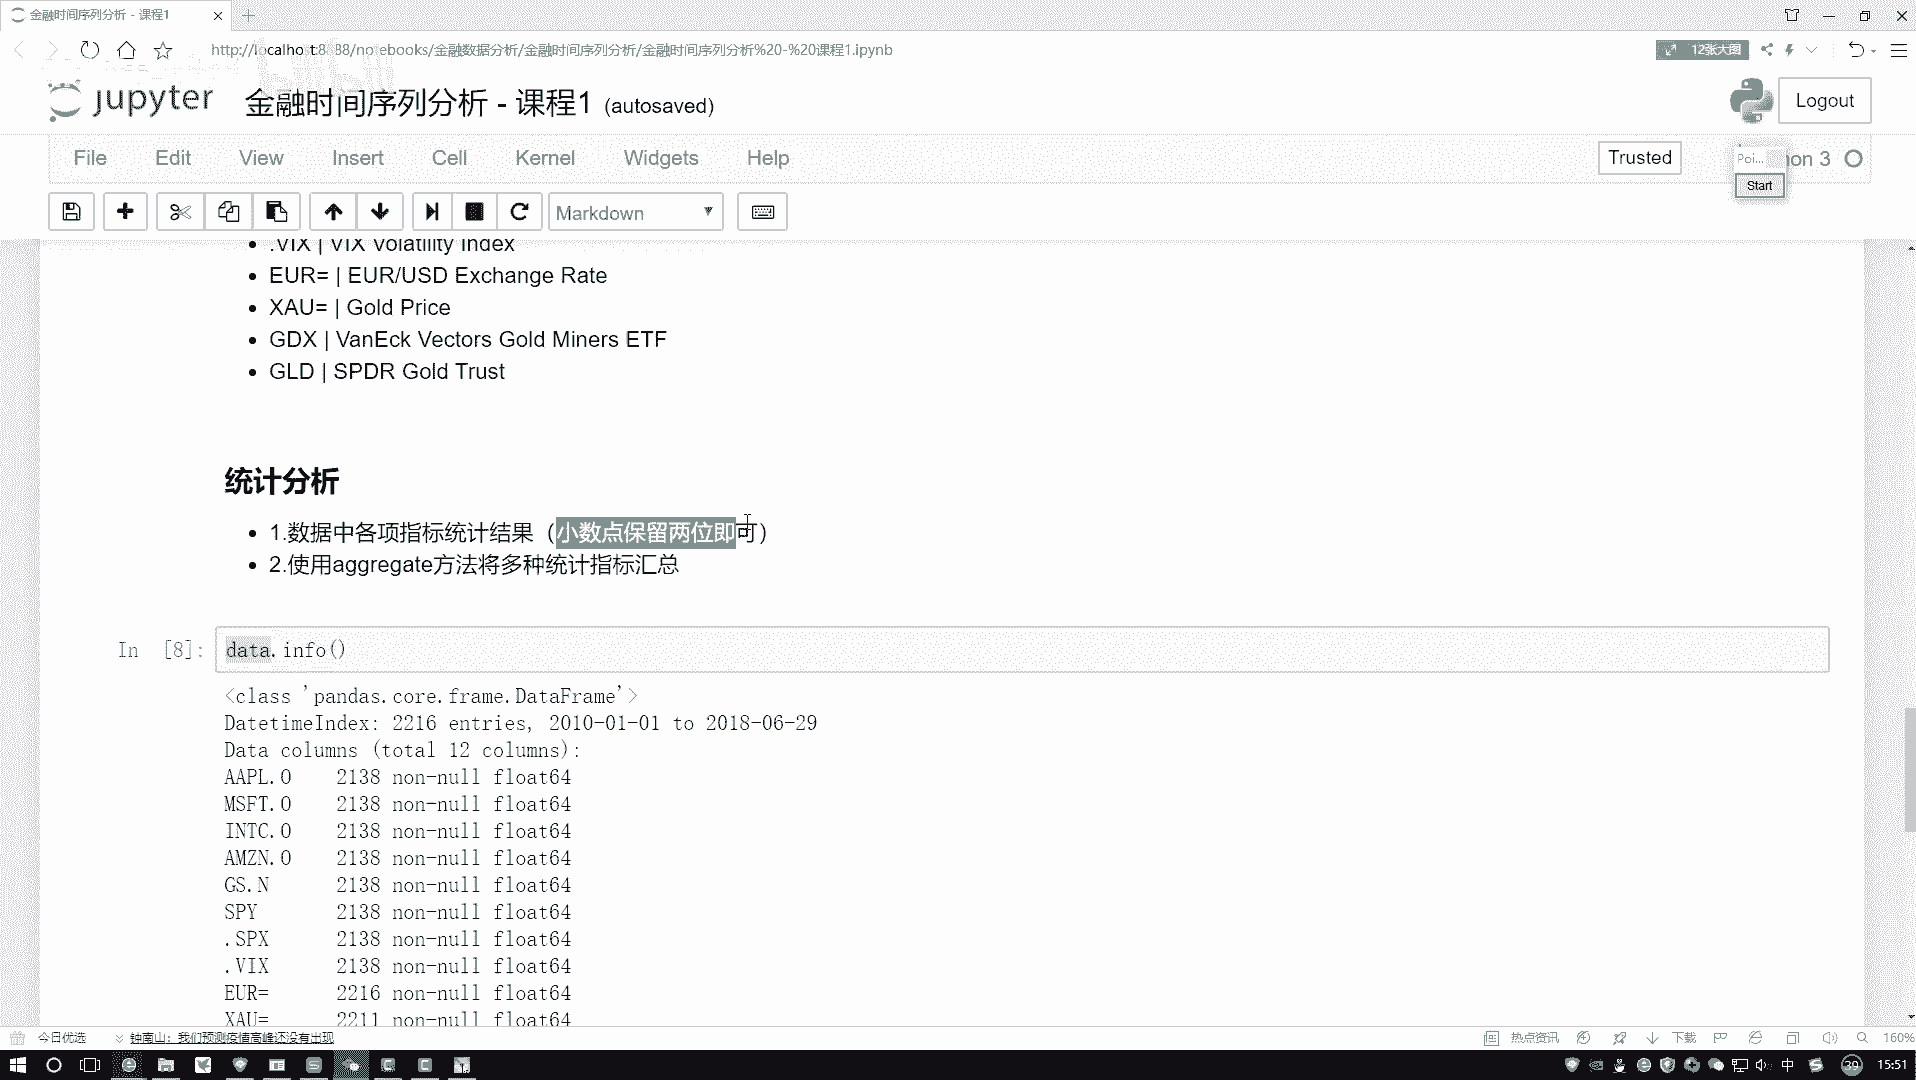 金融时间序列分析 - 课程1
http://localhost:8888/notebooks/金融数据分析/金融时间序列分析/金融时间序列分析%20-%20课程1.ipynb
12张大图
jupyter
金融时间序列分析 - 课程1 (autosaved)
Logout
File Edit View Insert Cell Kernel Widgets Help
Trusted
Poi...
hon 3
Start
Markdown
.VIX | VIX Volatility Index
EUR= | EUR/USD Exchange Rate
XAU= | Gold Price
GDX | VanEck Vectors Gold Miners ETF
GLD | SPDR Gold Trust
统计分析
1.数据中各项指标统计结果（小数点保留两位即可）
2.使用aggregate方法将多种统计指标汇总
In [8]: data.info()
<class 'pandas.core.frame.DataFrame'>
DatetimeIndex: 2216 entries, 2010-01-01 to 2018-06-29
Data columns (total 12 columns):
AAPL.O 2138 non-null float64
MSFT.O 2138 non-null float64
INTC.O 2138 non-null float64
AMZN.O 2138 non-null float64
GS.N 2138 non-null float64
SPY 2138 non-null float64
.SPX 2138 non-null float64
.VIX 2138 non-null float64
EUR= 2216 non-null float64
XAU= 2211 non-null float64
今日优选
钟南山：我们预测疫情高峰还没有出现
热点资讯
下载
160%
中
39
15:51